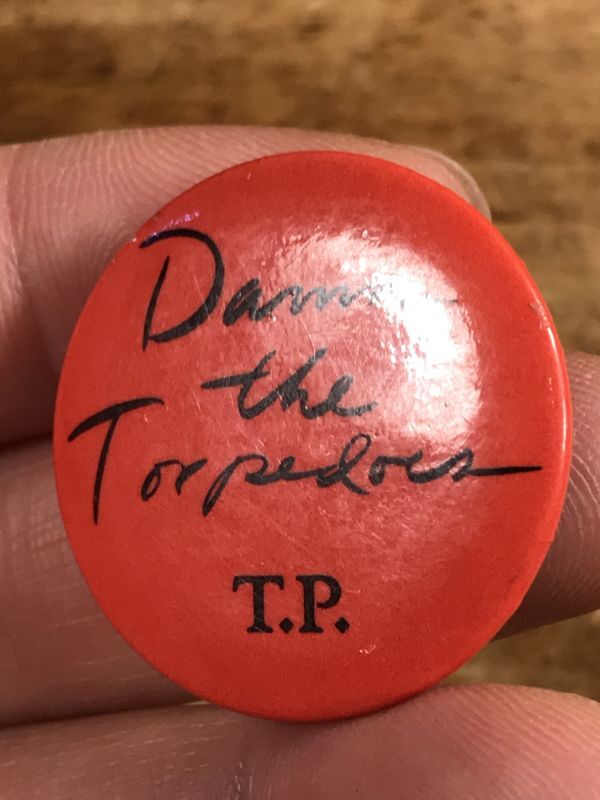 Damn
the
Torpedoes
T.P.